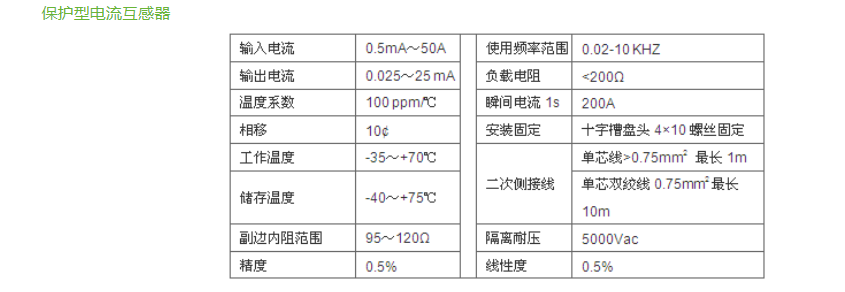 保护型电流互感器
输入电流 0.5mA～50A 使用频率范围 0.02-10 KHZ
输出电流 0.025～25 mA 负载电阻 <200Ω
温度系数 100 ppm/℃ 瞬间电流 1s 200A
相移 10¢ 安装固定 十字槽盘头 4×10 螺丝固定
工作温度 -35～+70℃ 二次侧接线 单芯线>0.75mm² 最长 1m
储存温度 -40～+75℃ 单芯双绞线 0.75mm²最长
10m
副边内阻范围 95～120Ω 隔离耐压 5000Vac
精度 0.5% 线性度 0.5%